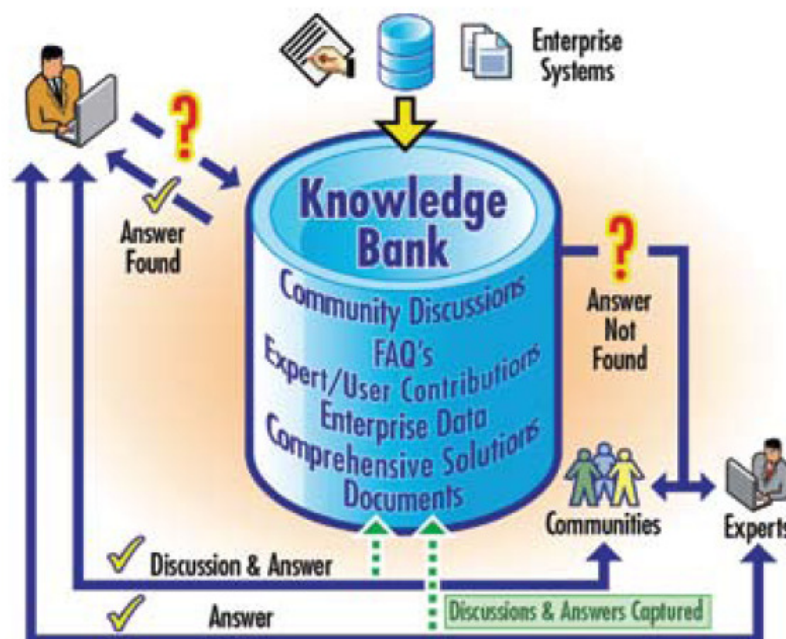 Enterprise
Systems
?
Knowledge
Bank
Answer
Found
?
Answer
Not
Found
Community Discussions
FAQ's
Expert/User Contributions
Enterprise Data
Comprehensive Solutions
Documents
Communities
Experts
Discussion & Answer
Answer
Discussions & Answers Captured